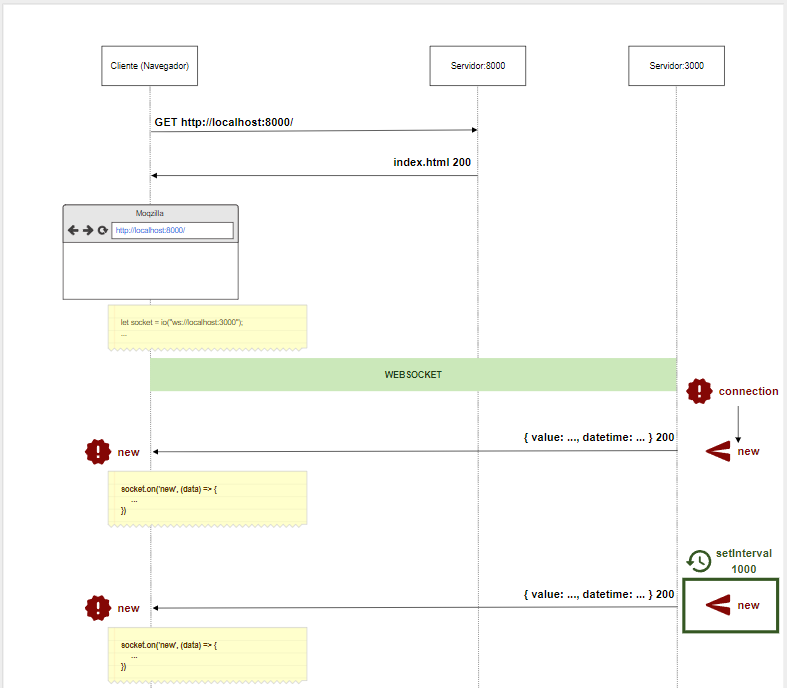 Cliente (Navegador)
Servidor:8000
Servidor:3000
GET http://localhost:8000/
index.html 200
Moqzilla
http://localhost:8000/
let socket = io("ws://localhost:3000");
...
WEBSOCKET
connection
{ value: ..., datetime: ... } 200
new
new
socket.on('new', (data) => {
...
})
setInterval
1000
{ value: ..., datetime: ... } 200
new
new
socket.on('new', (data) => {
...
})